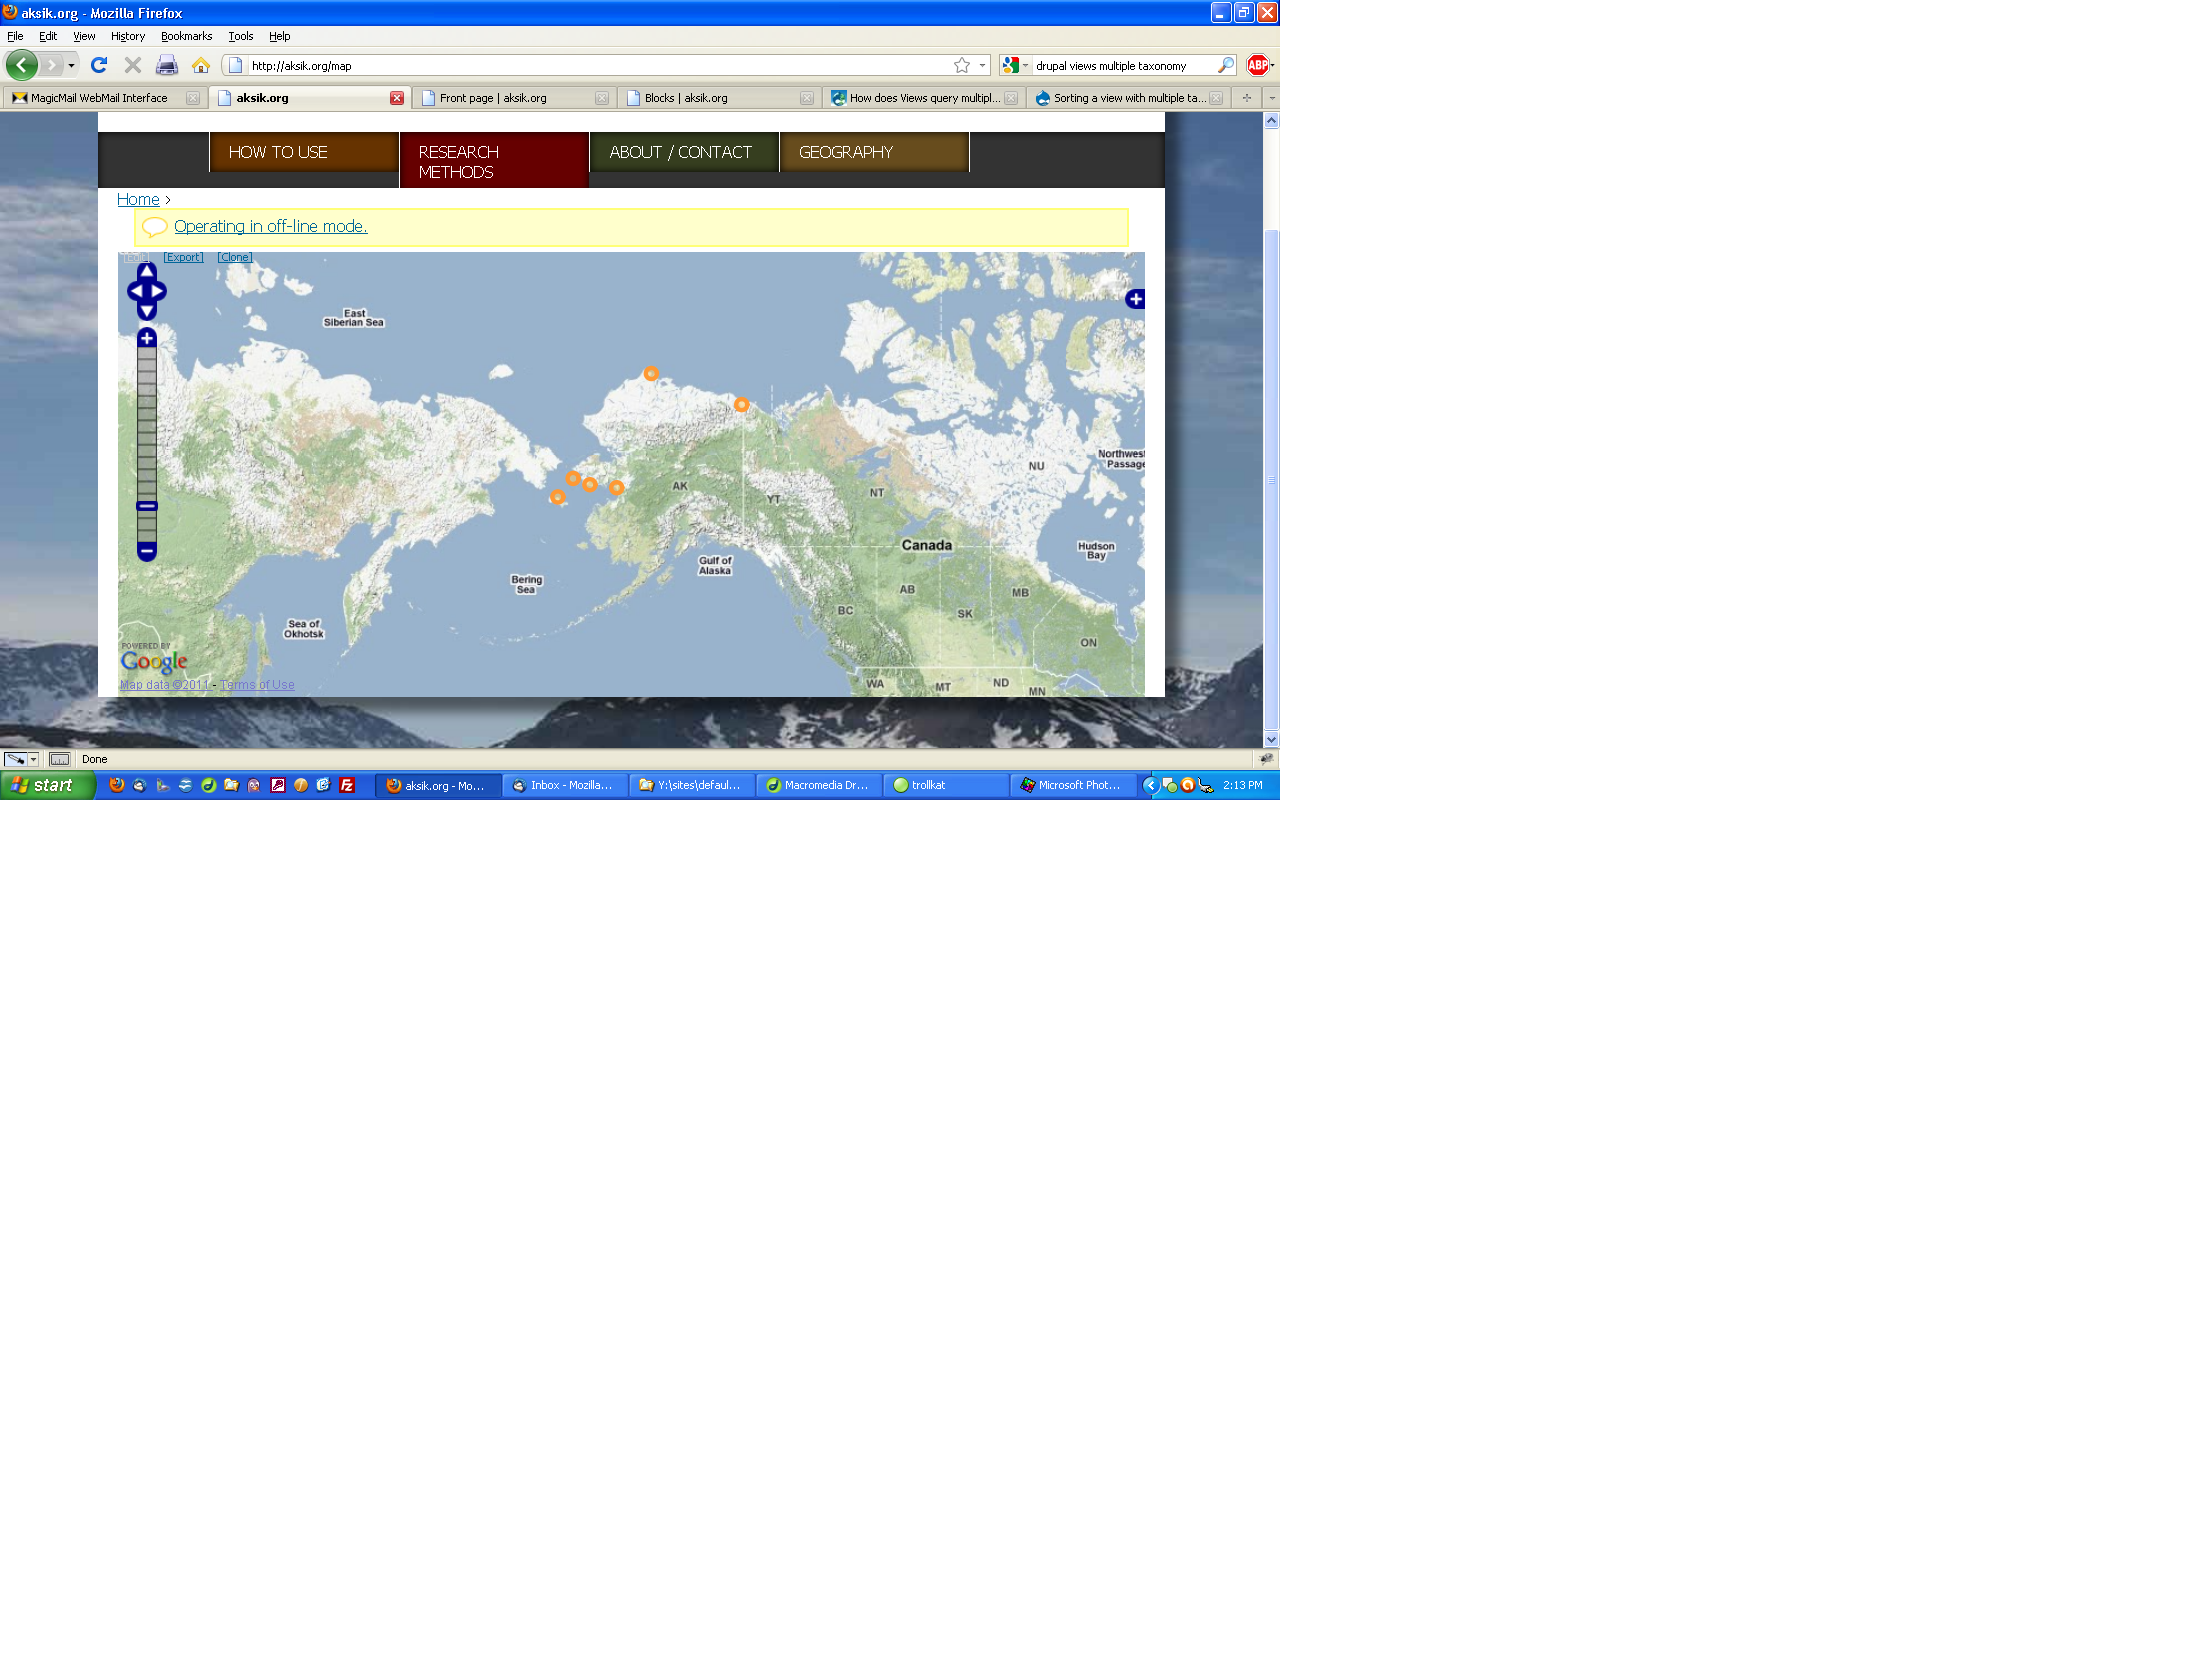 aksik.org - Mozilla Firefox
File Edit View History Bookmarks Tools Help
http://aksik.org/map
drupal views multiple taxonomy
ABP
MagicMail WebMail Interface
aksik.org
Front page | aksik.org
Blocks | aksik.org
How does Views query multipl...
Sorting a view with multiple ta...
HOW TO USE
RESEARCH
METHODS
ABOUT / CONTACT
GEOGRAPHY
Home >
Operating in off-line mode.
[Edit] [Export] [Clone]
East
Siberian Sea
NU
Northwest
Passage
AK
YT
NT
Canada
Hudson
Bay
Gulf of
Alaska
Bering
Sea
AB
MB
BC
SK
Sea of
Okhotsk
ON
POWERED BY
Google
Map data ©2011 - Terms of Use
WA
MT
ND
MN
Done
start
aksik.org - Mo...
Inbox - Mozilla...
Y:\sites\defaul...
Macromedia Dr...
trollkat
Microsoft Phot...
2:13 PM